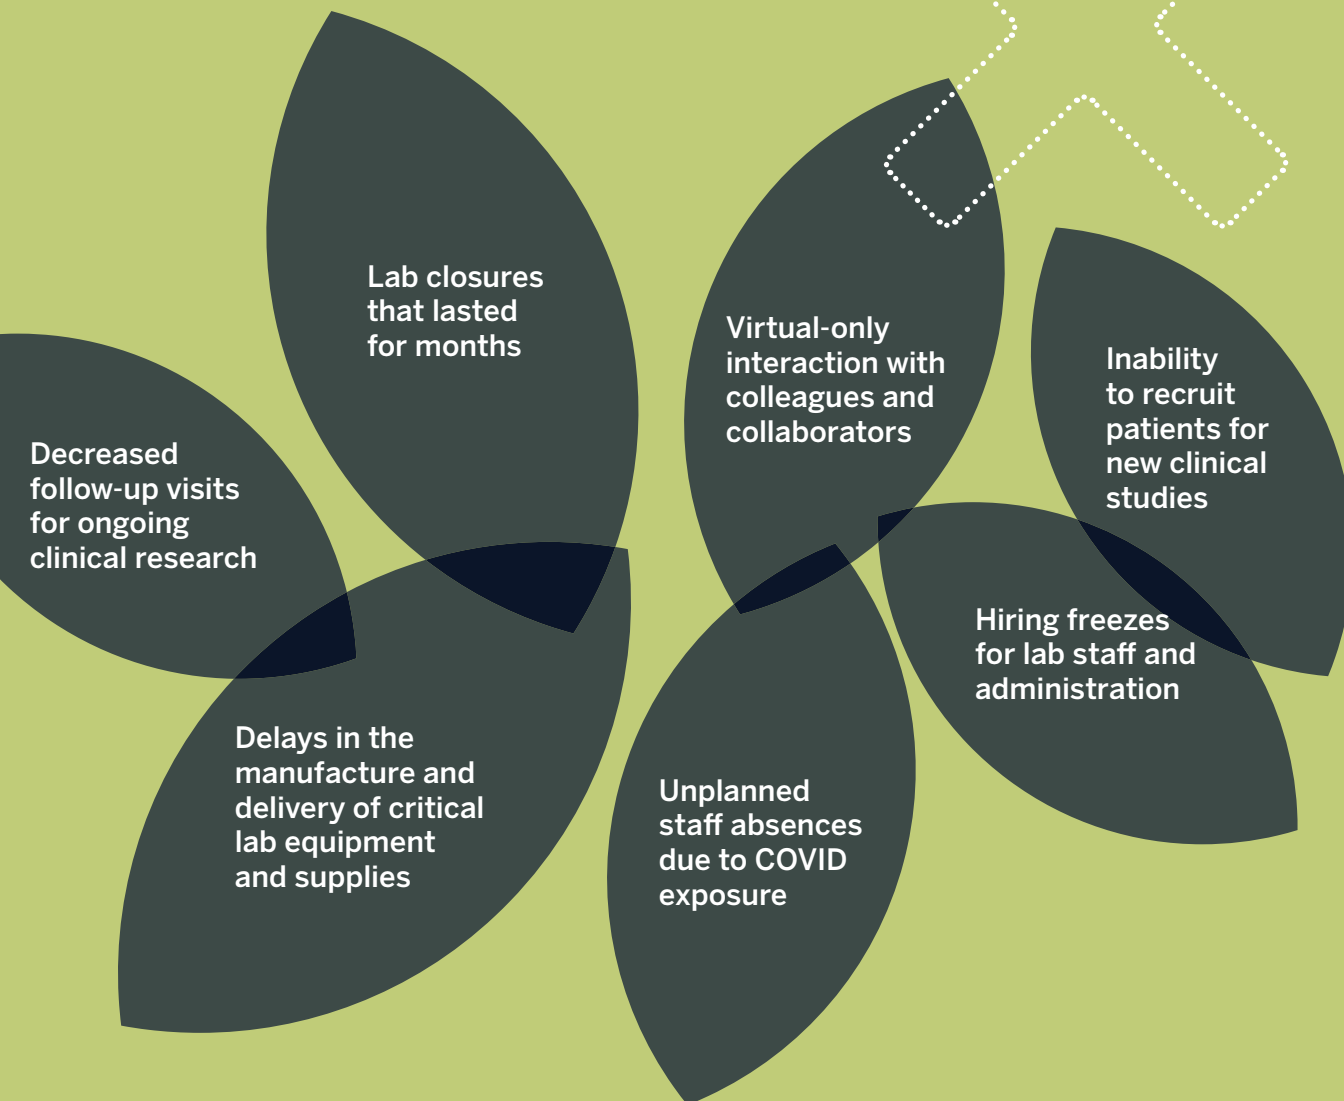 Lab closures
that lasted
for months
Virtual-only
interaction with
colleagues and
collaborators
Inability
to recruit
patients for
new clinical
studies
Decreased
follow-up visits
for ongoing
clinical research
Hiring freezes
for lab staff and
administration
Delays in the
manufacture and
delivery of critical
lab equipment
and supplies
Unplanned
staff absences
due to COVID
exposure